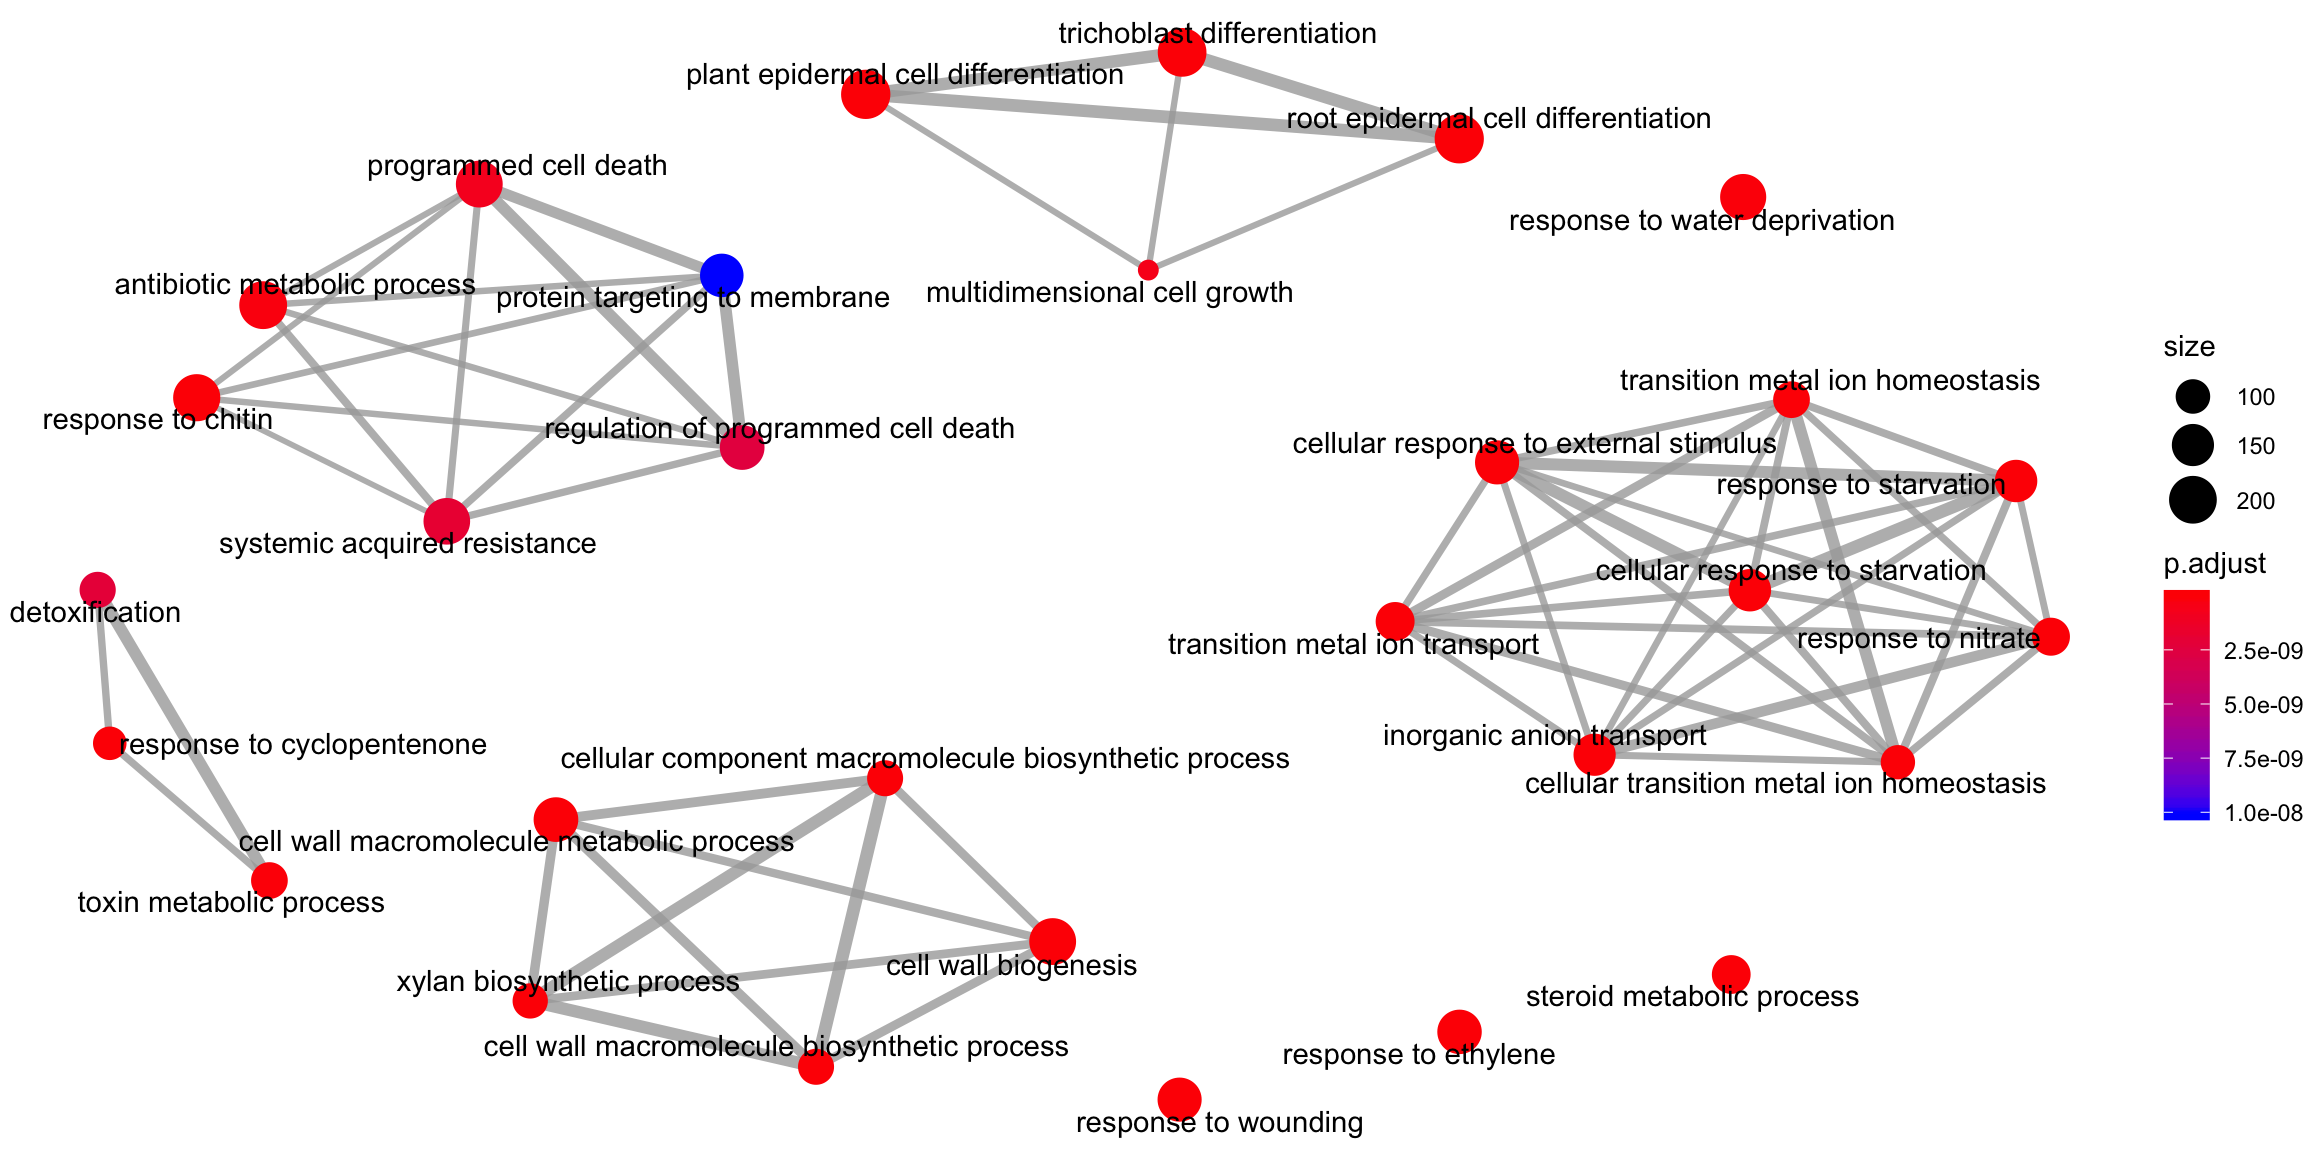 trichoblast differentiation
plant epidermal cell differentiation
root epidermal cell differentiation
programmed cell death
response to water deprivation
antibiotic metabolic process
protein targeting to membrane
multidimensional cell growth
response to chitin
regulation of programmed cell death
systemic acquired resistance
transition metal ion homeostasis
cellular response to external stimulus
response to starvation
cellular response to starvation
transition metal ion transport
response to nitrate
inorganic anion transport
cellular transition metal ion homeostasis
detoxification
response to cyclopentenone
toxin metabolic process
cellular component macromolecule biosynthetic process
cell wall macromolecule metabolic process
cell wall biogenesis
xylan biosynthetic process
cell wall macromolecule biosynthetic process
steroid metabolic process
response to ethylene
response to wounding
size
100
150
200
p.adjust
2.5e-09
5.0e-09
7.5e-09
1.0e-08